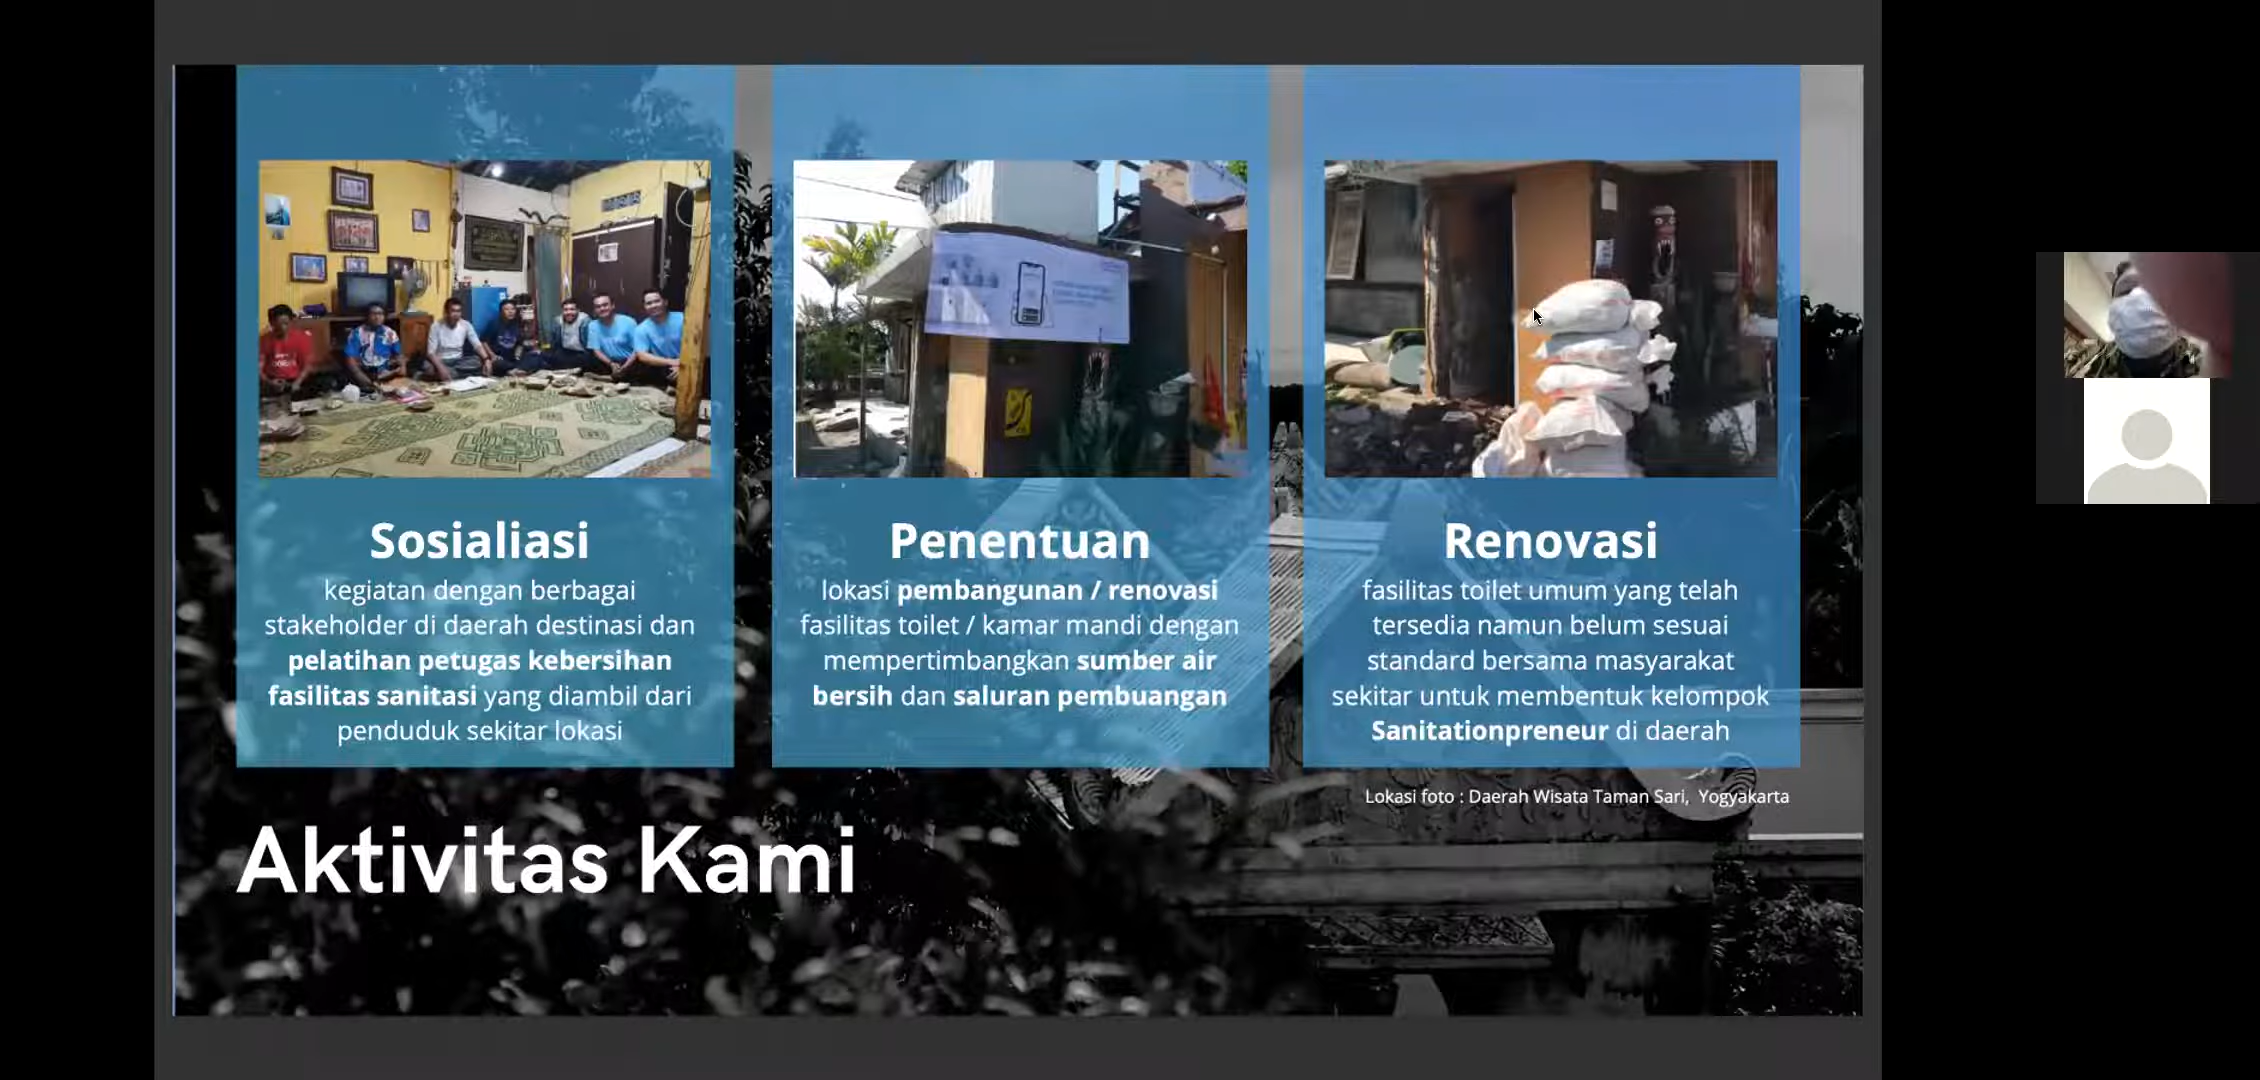 Sosialiasi
kegiatan dengan berbagai
stakeholder di daerah destinasi dan
pelatihan petugas kebersihan
fasilitas sanitasi yang diambil dari
penduduk sekitar lokasi
Penentuan
lokasi pembangunan / renovasi
fasilitas toilet / kamar mandi dengan
mempertimbangkan sumber air
bersih dan saluran pembuangan
Renovasi
fasilitas toilet umum yang telah
tersedia namun belum sesuai
standard bersama masyarakat
sekitar untuk membentuk kelompok
Sanitationpreneur di daerah
Lokasi foto : Daerah Wisata Taman Sari, Yogyakarta
Aktivitas Kami